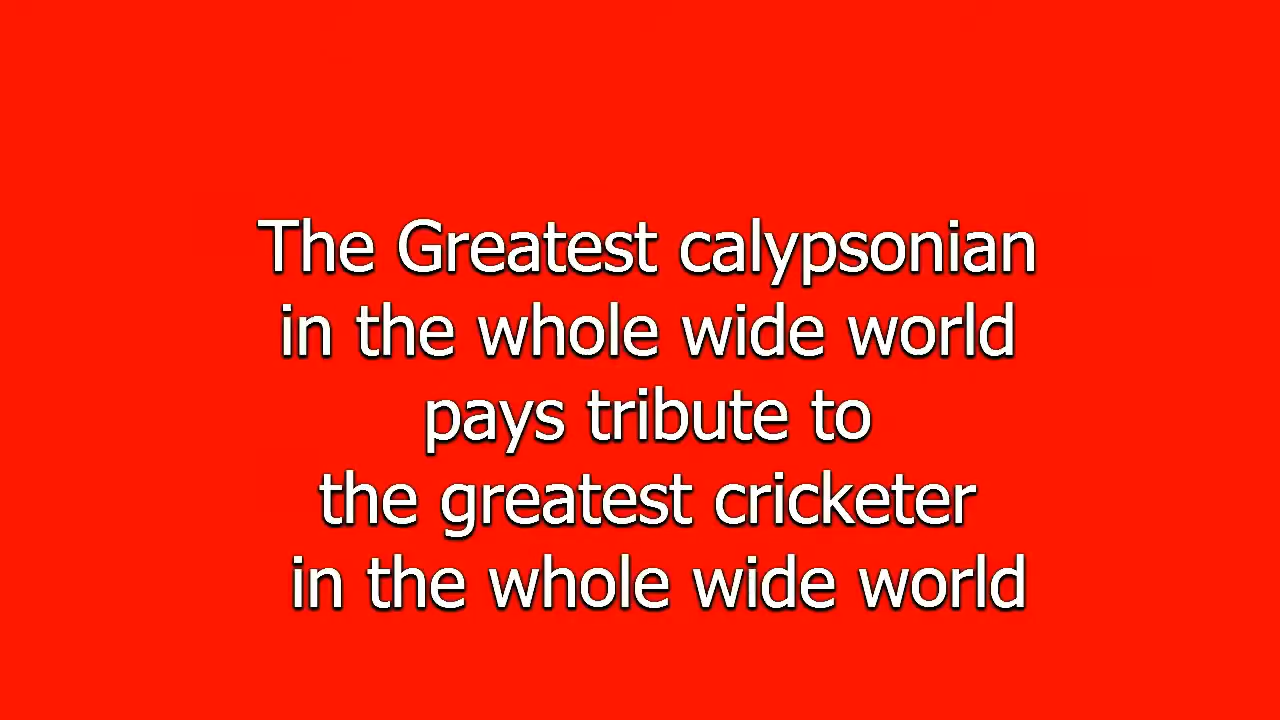 The Greatest calypsonian
in the whole wide world
pays tribute to
the greatest cricketer
in the whole wide world